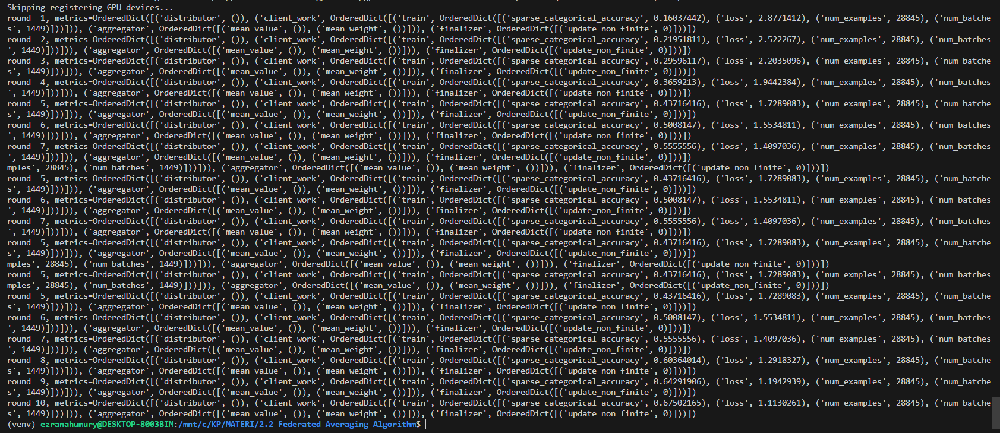 Skipping registering GPU devices...
round  1, metrics=OrderedDict([('distributor', ()), ('client_work', OrderedDict([('train', OrderedDict([('sparse_categorical_accuracy', 0.16037442), ('loss', 2.8771412), ('num_examples', 28845), ('num_batche
s', 1449)]))])), ('aggregator', OrderedDict([('mean_value', ()), ('mean_weight', ())])), ('finalizer', OrderedDict([('update_non_finite', 0)]))])
round  2, metrics=OrderedDict([('distributor', ()), ('client_work', OrderedDict([('train', OrderedDict([('sparse_categorical_accuracy', 0.21951811), ('loss', 2.522267), ('num_examples', 28845), ('num_batches
', 1449)]))])), ('aggregator', OrderedDict([('mean_value', ()), ('mean_weight', ())])), ('finalizer', OrderedDict([('update_non_finite', 0)]))])
round  3, metrics=OrderedDict([('distributor', ()), ('client_work', OrderedDict([('train', OrderedDict([('sparse_categorical_accuracy', 0.29596117), ('loss', 2.2035096), ('num_examples', 28845), ('num_batche
s', 1449)]))])), ('aggregator', OrderedDict([('mean_value', ()), ('mean_weight', ())])), ('finalizer', OrderedDict([('update_non_finite', 0)]))])
round  4, metrics=OrderedDict([('distributor', ()), ('client_work', OrderedDict([('train', OrderedDict([('sparse_categorical_accuracy', 0.3659213), ('loss', 1.9442384), ('num_examples', 28845), ('num_batches
', 1449)]))])), ('aggregator', OrderedDict([('mean_value', ()), ('mean_weight', ())])), ('finalizer', OrderedDict([('update_non_finite', 0)]))])
round  5, metrics=OrderedDict([('distributor', ()), ('client_work', OrderedDict([('train', OrderedDict([('sparse_categorical_accuracy', 0.43716416), ('loss', 1.7289083), ('num_examples', 28845), ('num_batche
s', 1449)]))])), ('aggregator', OrderedDict([('mean_value', ()), ('mean_weight', ())])), ('finalizer', OrderedDict([('update_non_finite', 0)]))])
round  6, metrics=OrderedDict([('distributor', ()), ('client_work', OrderedDict([('train', OrderedDict([('sparse_categorical_accuracy', 0.5008147), ('loss', 1.5534811), ('num_examples', 28845), ('num_batches
', 1449)]))])), ('aggregator', OrderedDict([('mean_value', ()), ('mean_weight', ())])), ('finalizer', OrderedDict([('update_non_finite', 0)]))])
round  7, metrics=OrderedDict([('distributor', ()), ('client_work', OrderedDict([('train', OrderedDict([('sparse_categorical_accuracy', 0.5555556), ('loss', 1.4097036), ('num_examples', 28845), ('num_batches
', 1449)]))])), ('aggregator', OrderedDict([('mean_value', ()), ('mean_weight', ())])), ('finalizer', OrderedDict([('update_non_finite', 0)]))])
mples', 28845), ('num_batches', 1449)]))])), ('aggregator', OrderedDict([('mean_value', ()), ('mean_weight', ())])), ('finalizer', OrderedDict([('update_non_finite', 0)]))])
round  5, metrics=OrderedDict([('distributor', ()), ('client_work', OrderedDict([('train', OrderedDict([('sparse_categorical_accuracy', 0.43716416), ('loss', 1.7289083), ('num_examples', 28845), ('num_batche
s', 1449)]))])), ('aggregator', OrderedDict([('mean_value', ()), ('mean_weight', ())])), ('finalizer', OrderedDict([('update_non_finite', 0)]))])
round  6, metrics=OrderedDict([('distributor', ()), ('client_work', OrderedDict([('train', OrderedDict([('sparse_categorical_accuracy', 0.5008147), ('loss', 1.5534811), ('num_examples', 28845), ('num_batches
', 1449)]))])), ('aggregator', OrderedDict([('mean_value', ()), ('mean_weight', ())])), ('finalizer', OrderedDict([('update_non_finite', 0)]))])
round  7, metrics=OrderedDict([('distributor', ()), ('client_work', OrderedDict([('train', OrderedDict([('sparse_categorical_accuracy', 0.5555556), ('loss', 1.4097036), ('num_examples', 28845), ('num_batches
', 1449)]))])), ('aggregator', OrderedDict([('mean_value', ()), ('mean_weight', ())])), ('finalizer', OrderedDict([('update_non_finite', 0)]))])
round  5, metrics=OrderedDict([('distributor', ()), ('client_work', OrderedDict([('train', OrderedDict([('sparse_categorical_accuracy', 0.43716416), ('loss', 1.7289083), ('num_examples', 28845), ('num_batche
s', 1449)]))])), ('aggregator', OrderedDict([('mean_value', ()), ('mean_weight', ())])), ('finalizer', OrderedDict([('update_non_finite', 0)]))])
mples', 28845), ('num_batches', 1449)]))])), ('aggregator', OrderedDict([('mean_value', ()), ('mean_weight', ())])), ('finalizer', OrderedDict([('update_non_finite', 0)]))])
round  5, metrics=OrderedDict([('distributor', ()), ('client_work', OrderedDict([('train', OrderedDict([('sparse_categorical_accuracy', 0.43716416), ('loss', 1.7289083), ('num_examples', 28845), ('num_batches
mples', 28845), ('num_batches', 1449)]))])), ('aggregator', OrderedDict([('mean_value', ()), ('mean_weight', ())])), ('finalizer', OrderedDict([('update_non_finite', 0)]))])
round  5, metrics=OrderedDict([('distributor', ()), ('client_work', OrderedDict([('train', OrderedDict([('sparse_categorical_accuracy', 0.43716416), ('loss', 1.7289083), ('num_examples', 28845), ('num_batche
s', 1449)]))])), ('aggregator', OrderedDict([('mean_value', ()), ('mean_weight', ())])), ('finalizer', OrderedDict([('update_non_finite', 0)]))])
round  6, metrics=OrderedDict([('distributor', ()), ('client_work', OrderedDict([('train', OrderedDict([('sparse_categorical_accuracy', 0.5008147), ('loss', 1.5534811), ('num_examples', 28845), ('num_batches
', 1449)]))])), ('aggregator', OrderedDict([('mean_value', ()), ('mean_weight', ())])), ('finalizer', OrderedDict([('update_non_finite', 0)]))])
round  7, metrics=OrderedDict([('distributor', ()), ('client_work', OrderedDict([('train', OrderedDict([('sparse_categorical_accuracy', 0.5555556), ('loss', 1.4097036), ('num_examples', 28845), ('num_batches
', 1449)]))])), ('aggregator', OrderedDict([('mean_value', ()), ('mean_weight', ())])), ('finalizer', OrderedDict([('update_non_finite', 0)]))])
round  8, metrics=OrderedDict([('distributor', ()), ('client_work', OrderedDict([('train', OrderedDict([('sparse_categorical_accuracy', 0.60364014), ('loss', 1.2918327), ('num_examples', 28845), ('num_batche
s', 1449)]))])), ('aggregator', OrderedDict([('mean_value', ()), ('mean_weight', ())])), ('finalizer', OrderedDict([('update_non_finite', 0)]))])
round  9, metrics=OrderedDict([('distributor', ()), ('client_work', OrderedDict([('train', OrderedDict([('sparse_categorical_accuracy', 0.64291906), ('loss', 1.1942939), ('num_examples', 28845), ('num_batche
s', 1449)]))])), ('aggregator', OrderedDict([('mean_value', ()), ('mean_weight', ())])), ('finalizer', OrderedDict([('update_non_finite', 0)]))])
round 10, metrics=OrderedDict([('distributor', ()), ('client_work', OrderedDict([('train', OrderedDict([('sparse_categorical_accuracy', 0.67502165), ('loss', 1.1130261), ('num_examples', 28845), ('num_batche
s', 1449)]))])), ('aggregator', OrderedDict([('mean_value', ()), ('mean_weight', ())])), ('finalizer', OrderedDict([('update_non_finite', 0)]))])
(venv) ezranahumury@DESKTOP-8003BIM:/mnt/c/KP/MATERI/2.2 Federated Averaging Algorithm$